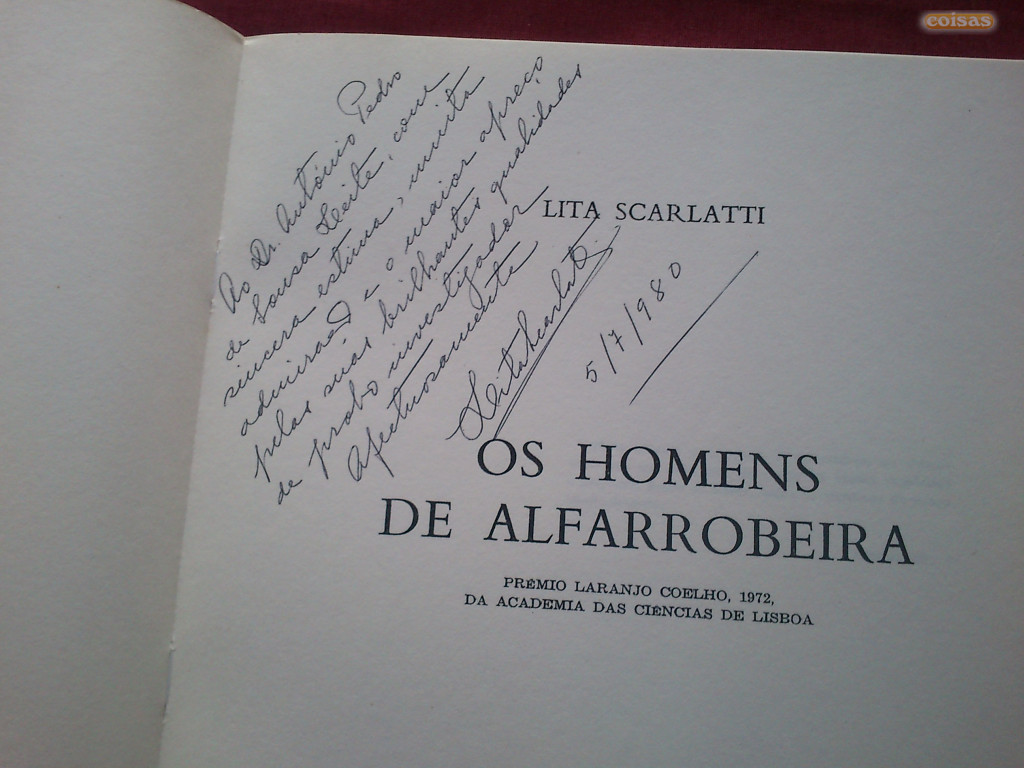 coisas
Ao Dr. António Pedro
de Sousa Leite, com
sincera estima, muita
admiração e o maior apreço
pelas suas brilhantes qualidades
de probo investigador
Afectuosamente
Lita Scarlatti
5/7/980
LITA SCARLATTI
OS HOMENS
DE ALFARROBEIRA
PRÉMIO LARANJO COELHO, 1972,
DA ACADEMIA DAS CIÊNCIAS DE LISBOA